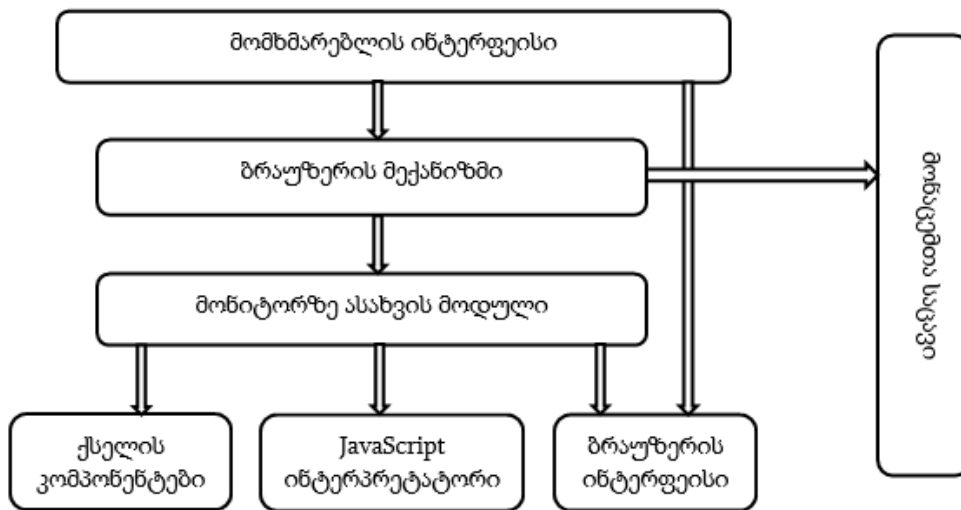 მომხმარებლის ინტერფეისი
ბრაუზერის მექანიზმი
მონიტორზე ასახვის მოდული
ქსელის
კომპონენტები
JavaScript
ინტერპრეტატორი
ბრაუზერის
ინტერფეისი
მონაცემთა საცავი